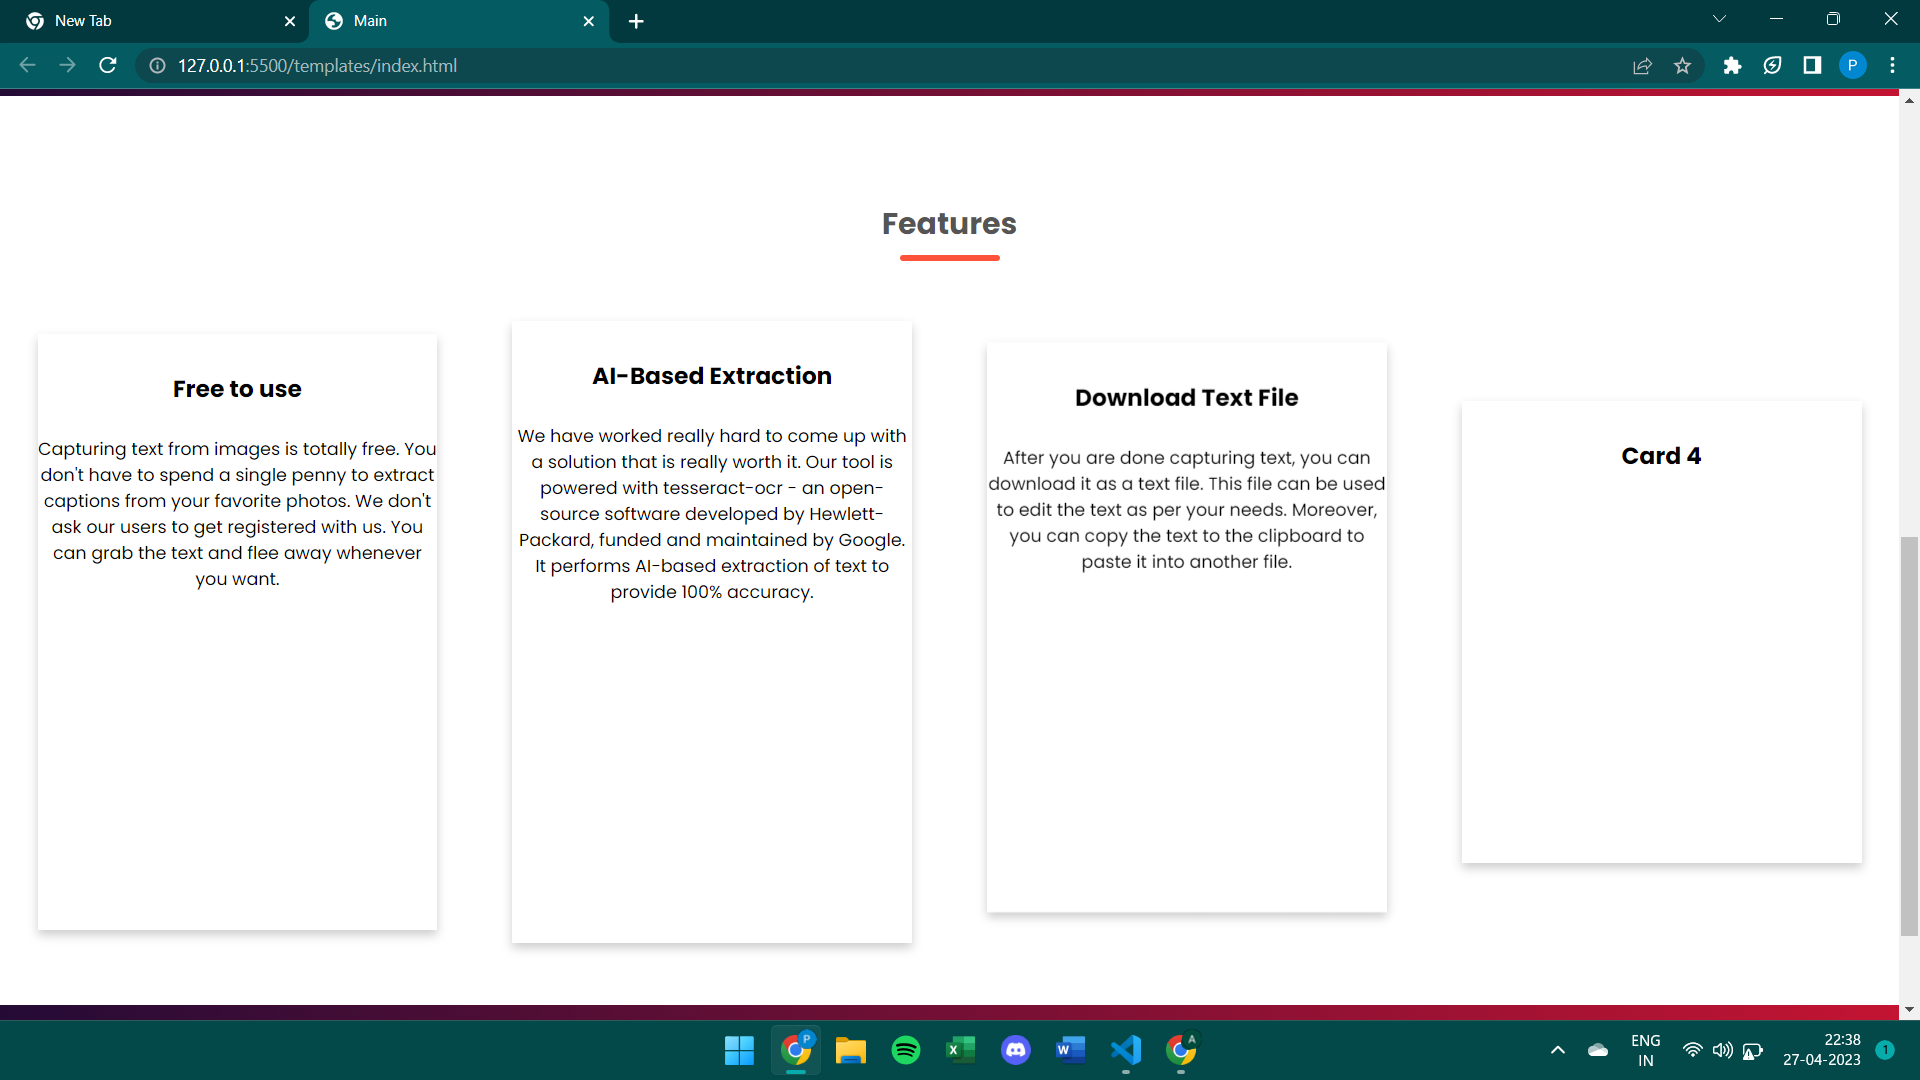 New Tab
Main
127.0.0.1:5500/templates/index.html
P
Features
Free to use
Capturing text from images is totally free. You
don't have to spend a single penny to extract
captions from your favorite photos. We don't
ask our users to get registered with us. You
can grab the text and flee away whenever
you want.
AI-Based Extraction
We have worked really hard to come up with
a solution that is really worth it. Our tool is
powered with tesseract-ocr - an open-
source software developed by Hewlett-
Packard, funded and maintained by Google.
It performs AI-based extraction of text to
provide 100% accuracy.
Download Text File
After you are done capturing text, you can
download it as a text file. This file can be used
to edit the text as per your needs. Moreover,
you can copy the text to the clipboard to
paste it into another file.
Card 4
P
X
W
A
ENG
IN
22:38
27-04-2023
1